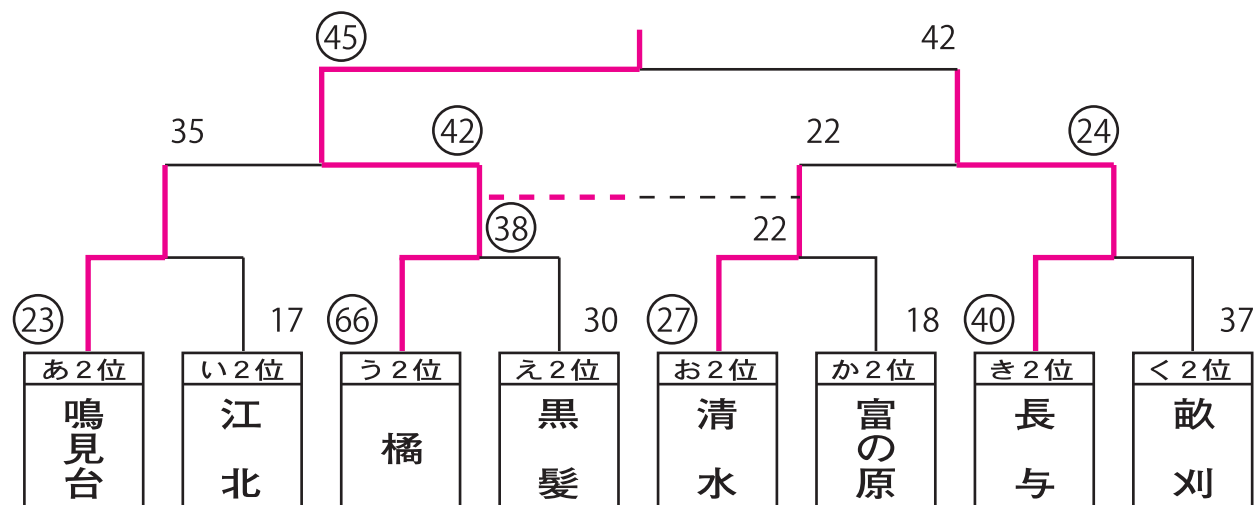 ㊺ 42
35 ㊷ 22 ㉔
㊳ 22
㉓ 17 66 30 ㉗ 18 ㊵ 37
あ2位 い2位 う2位 え2位 お2位 か2位 き2位 く2位
鳴見台 江北 橘 黒髪 清水 富の原 長与 畝刈